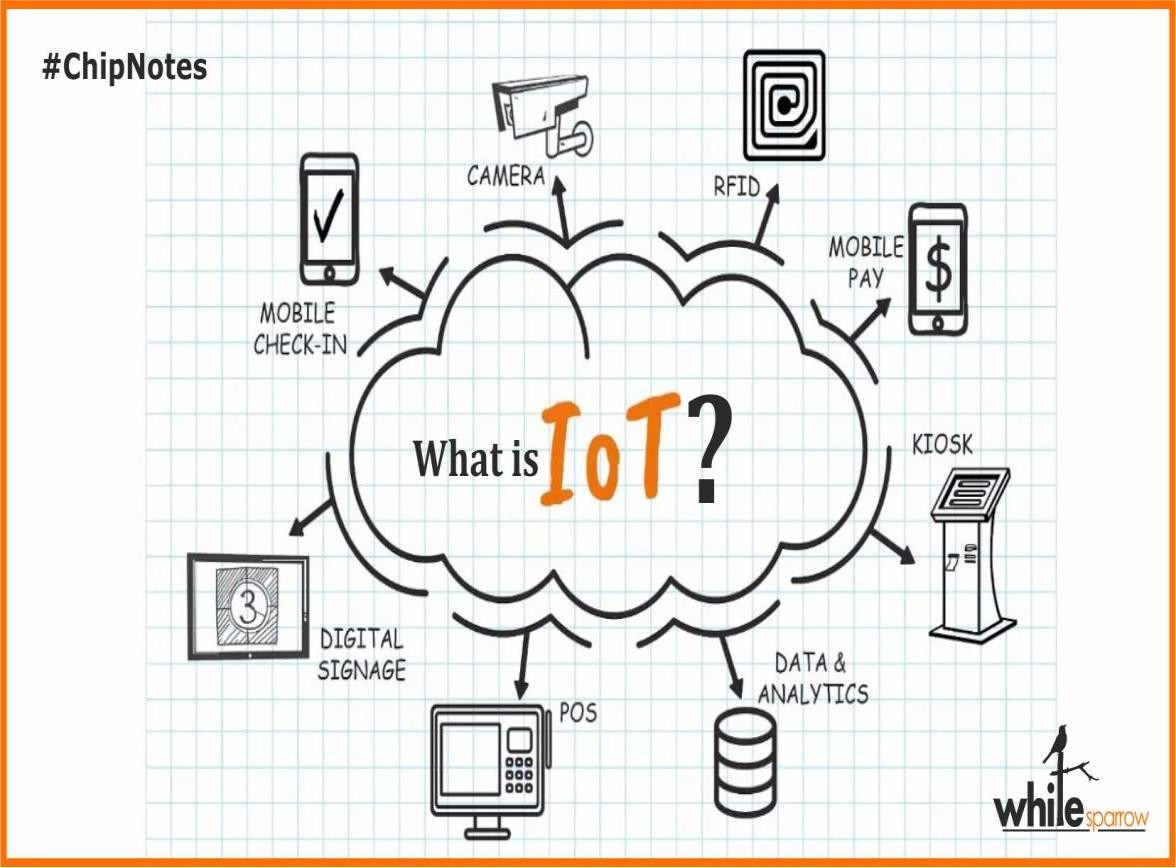 #ChipNotes
CAMERA
RFID
MOBILE
PAY
$
MOBILE
CHECK-IN
What is IoT?
KIOSK
3
DIGITAL
SIGNAGE
DATA &
ANALYTICS
POS
while sparrow